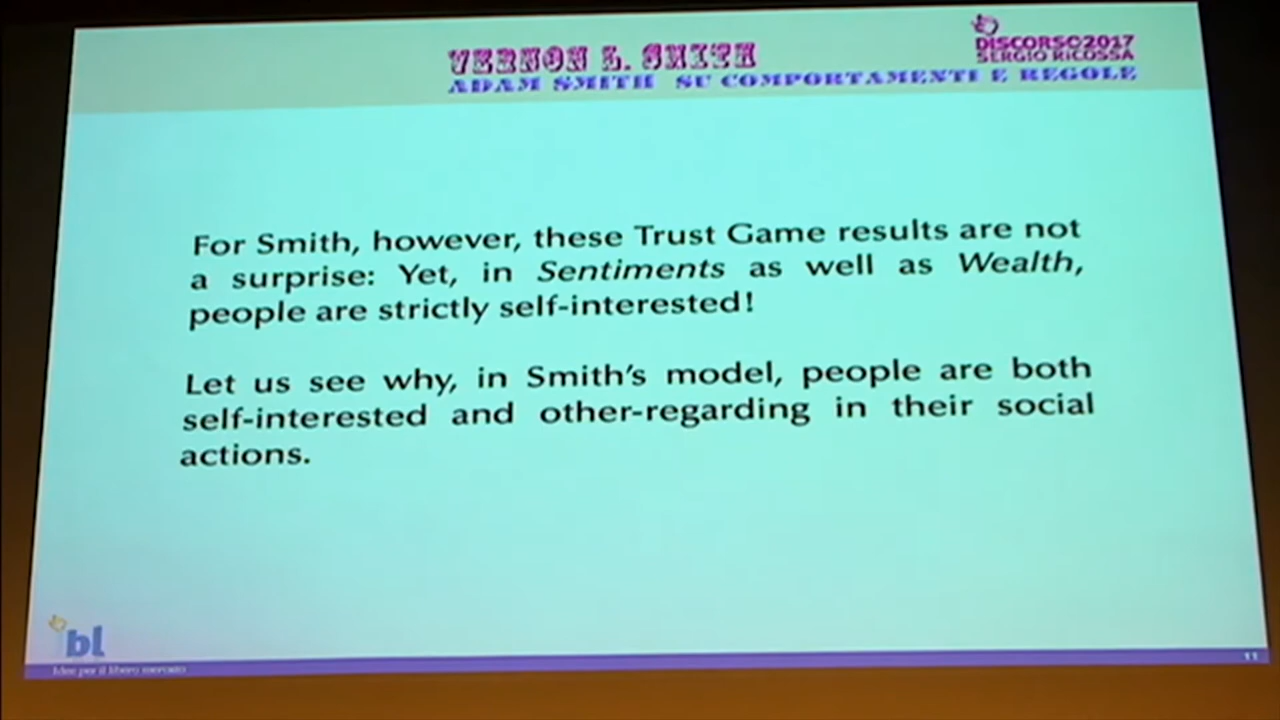 VERNON L. SMITH
DISCORSO2017
SERGIO RICOSSA
ADAM SMITH SU COMPORTAMENTI E REGOLE
For Smith, however, these Trust Game results are not
a surprise: Yet, in Sentiments as well as Wealth,
people are strictly self-interested!
Let us see why, in Smith's model, people are both
self-interested and other-regarding in their social
actions.
ibl
Idee per il libero mercato
11